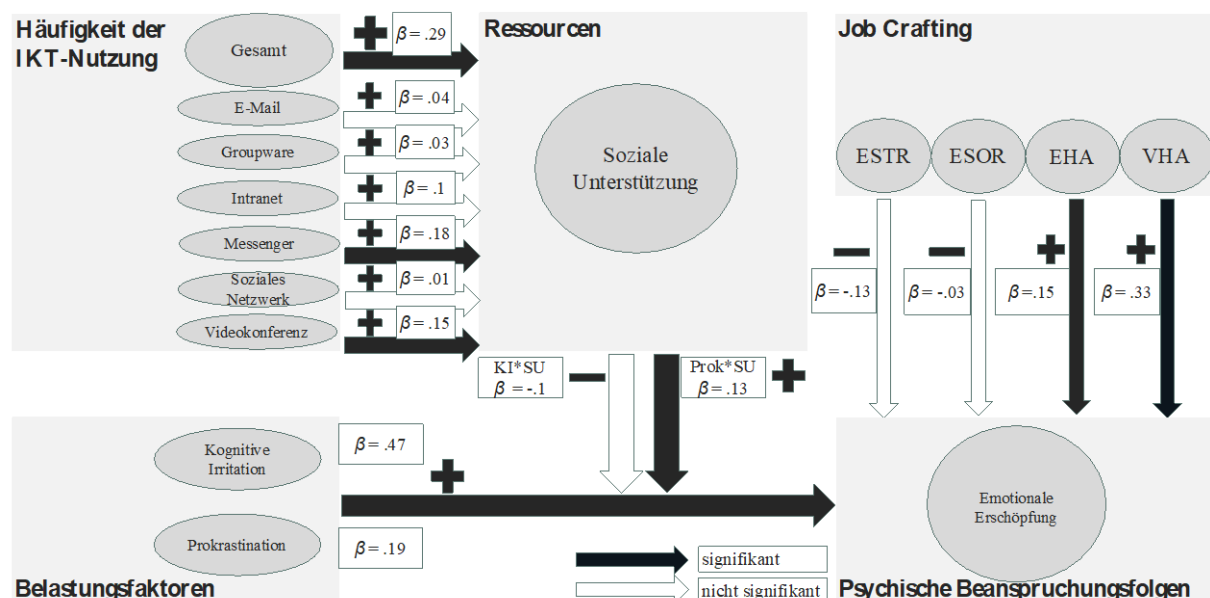 Häufigkeit der
IKT-Nutzung
Gesamt
β = .29
E-Mail
β = .04
Groupware
β = .03
Intranet
β = .1
Messenger
β = .18
Soziales
Netzwerk
β = .01
Videokonferenz
β = .15
Ressourcen
Soziale
Unterstützung
Job Crafting
ESTR
ESOR
EHA
VHA
β = -.13
β = -.03
β = .15
β = .33
KI*SU
β = -.1
Prok*SU
β = .13
Kognitive
Irritation
β = .47
Prokrastination
β = .19
Belastungsfaktoren
Emotionale
Erschöpfung
Psychische Beanspruchungsfolgen
signifikant
nicht signifikant